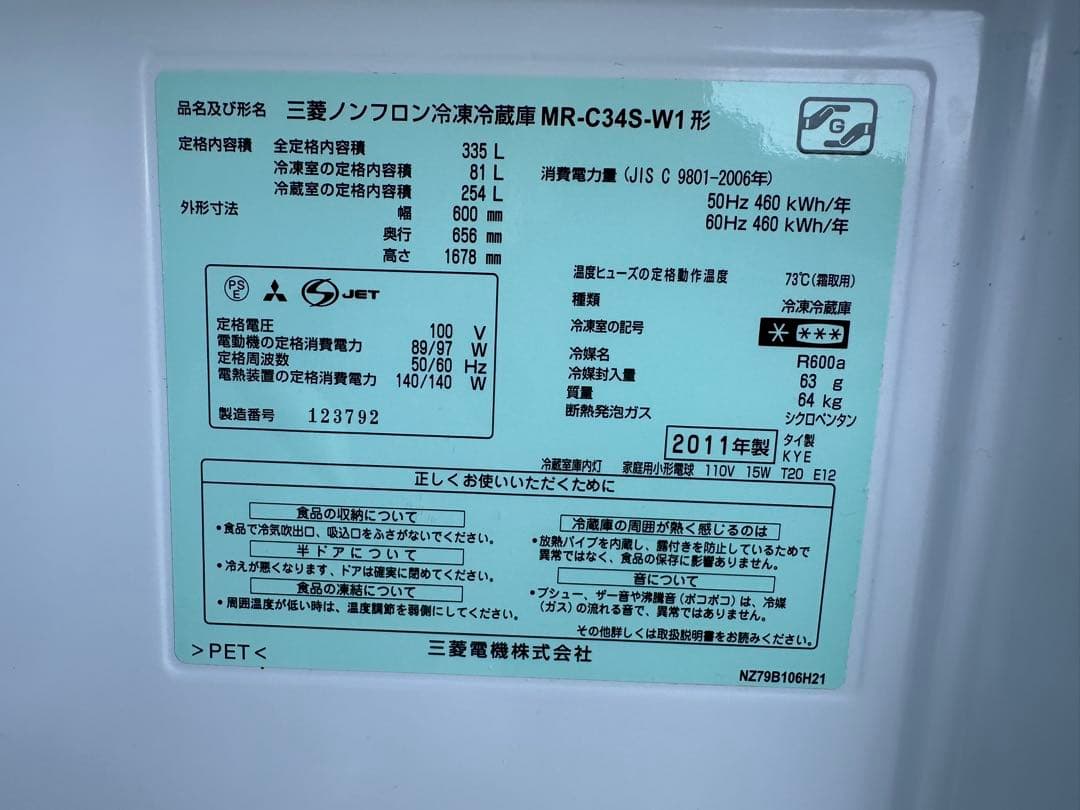 品名及び形名 三菱ノンフロン冷凍冷蔵庫 MR-C34S-W1形
G
定格内容積 全定格内容積 335 L
冷凍室の定格内容積 81 L
冷蔵室の定格内容積 254 L
外形寸法 幅 600 mm
奥行 656 mm
高さ 1678 mm
消費電力量 (JIS C 9801-2006年)
50Hz 460 kWh/年
60Hz 460 kWh/年
PS E JET
定格電圧 100 V
電動機の定格消費電力 89/97 W
定格周波数 50/60 Hz
電熱装置の定格消費電力 140/140 W
製造番号 123792
温度ヒューズの定格動作温度 73℃(霜取用)
種類 冷凍冷蔵庫
冷凍室の記号 * ***
冷媒名 R600a
冷媒封入量 63 g
質量 64 kg
断熱発泡ガス シクロペンタン
2011年製 タイ製
KYE
冷蔵室庫内灯 家庭用小形電球 110V 15W T20 E12
正しくお使いいただくために
食品の収納について
•食品で冷気吹出口、吸込口をふさがないでください。
半ドアについて
•冷えが悪くなります、ドアは確実に閉めてください。
食品の凍結について
•周囲温度が低い時は、温度調節を弱側にしてください。
冷蔵庫の周囲が熱く感じるのは
•放熱パイプを内蔵し、露付きを防止しているためで
異常ではなく、食品の保存に影響ありません。
音について
•プシュー、ザー音や沸騰音(ポコポコ)は、冷媒
(ガス)の流れる音で、異常ではありません。
その他詳しくは取扱説明書をお読みください。
>PET< 三菱電機株式会社
NZ79B106H21